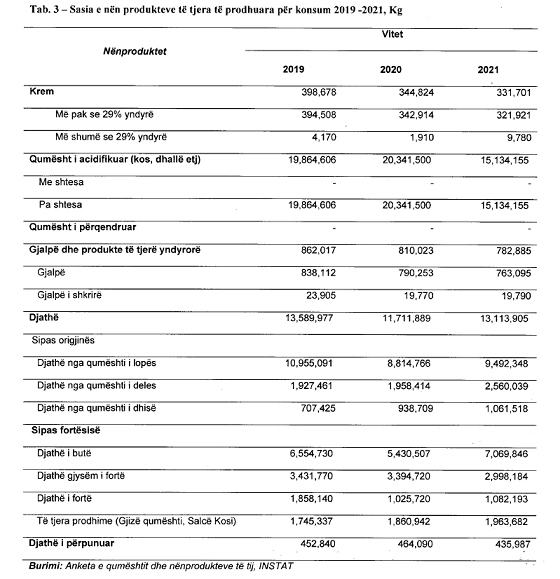 Tab. 3 – Sasia e nën produkteve të tjera të prodhuara për konsum 2019 -2021, Kg
Nënproduktet Vitet
2019 2020 2021
Krem 398,678 344,824 331,701
Më pak se 29% yndyrë 394,508 342,914 321,921
Më shumë se 29% yndyrë 4,170 1,910 9,780
Qumësht i acidifikuar (kos, dhallë etj) 19,864,606 20,341,500 15,134,155
Me shtesa - - -
Pa shtesa 19,864,606 20,341,500 15,134,155
Qumësht i përqendruar - - -
Gjalpë dhe produkte të tjerë yndyrorë 862,017 810,023 782,885
Gjalpë 838,112 790,253 763,095
Gjalpë i shkrirë 23,905 19,770 19,790
Djathë 13,589,977 11,711,889 13,113,905
Sipas origjinës
Djathë nga qumështi i lopës 10,955,091 8,814,766 9,492,348
Djathë nga qumështi i deles 1,927,461 1,958,414 2,560,039
Djathë nga qumështi i dhisë 707,425 938,709 1,061,518
Sipas fortësisë
Djathë i butë 6,554,730 5,430,507 7,069,846
Djathë gjysëm i fortë 3,431,770 3,394,720 2,998,184
Djathë i fortë 1,858,140 1,025,720 1,082,193
Të tjera prodhime (Gjizë qumështi, Salcë Kosi) 1,745,337 1,860,942 1,963,682
Djathë i përpunuar 452,840 464,090 435,987
Burimi: Anketa e qumështit dhe nënprodukteve të tij, INSTAT